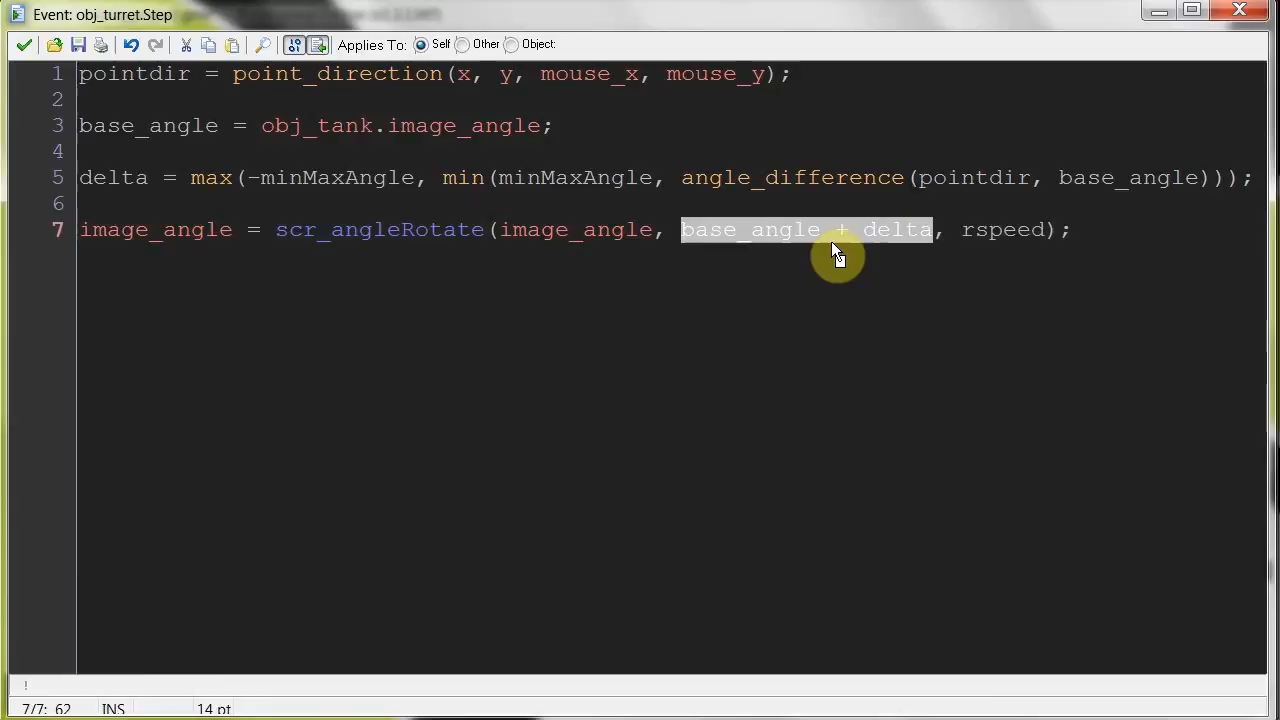 Event: obj_turret.Step
Applies To: Self Other Object:
1 pointdir = point_direction(x, y, mouse_x, mouse_y);
2
3 base_angle = obj_tank.image_angle;
4
5 delta = max(-minMaxAngle, min(minMaxAngle, angle_difference(pointdir, base_angle)));
6
7 image_angle = scr_angleRotate(image_angle, base_angle + delta, rspeed);
!
7/7: 62 INS 14 pt